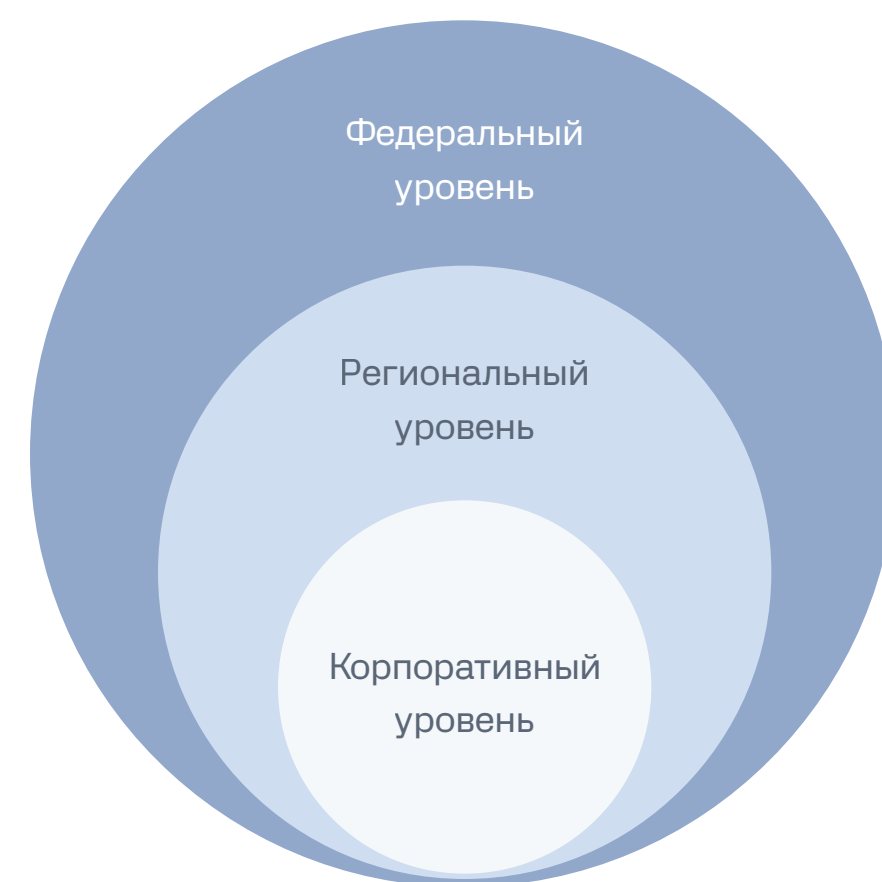 Федеральный
уровень
Региональный
уровень
Корпоративный
уровень